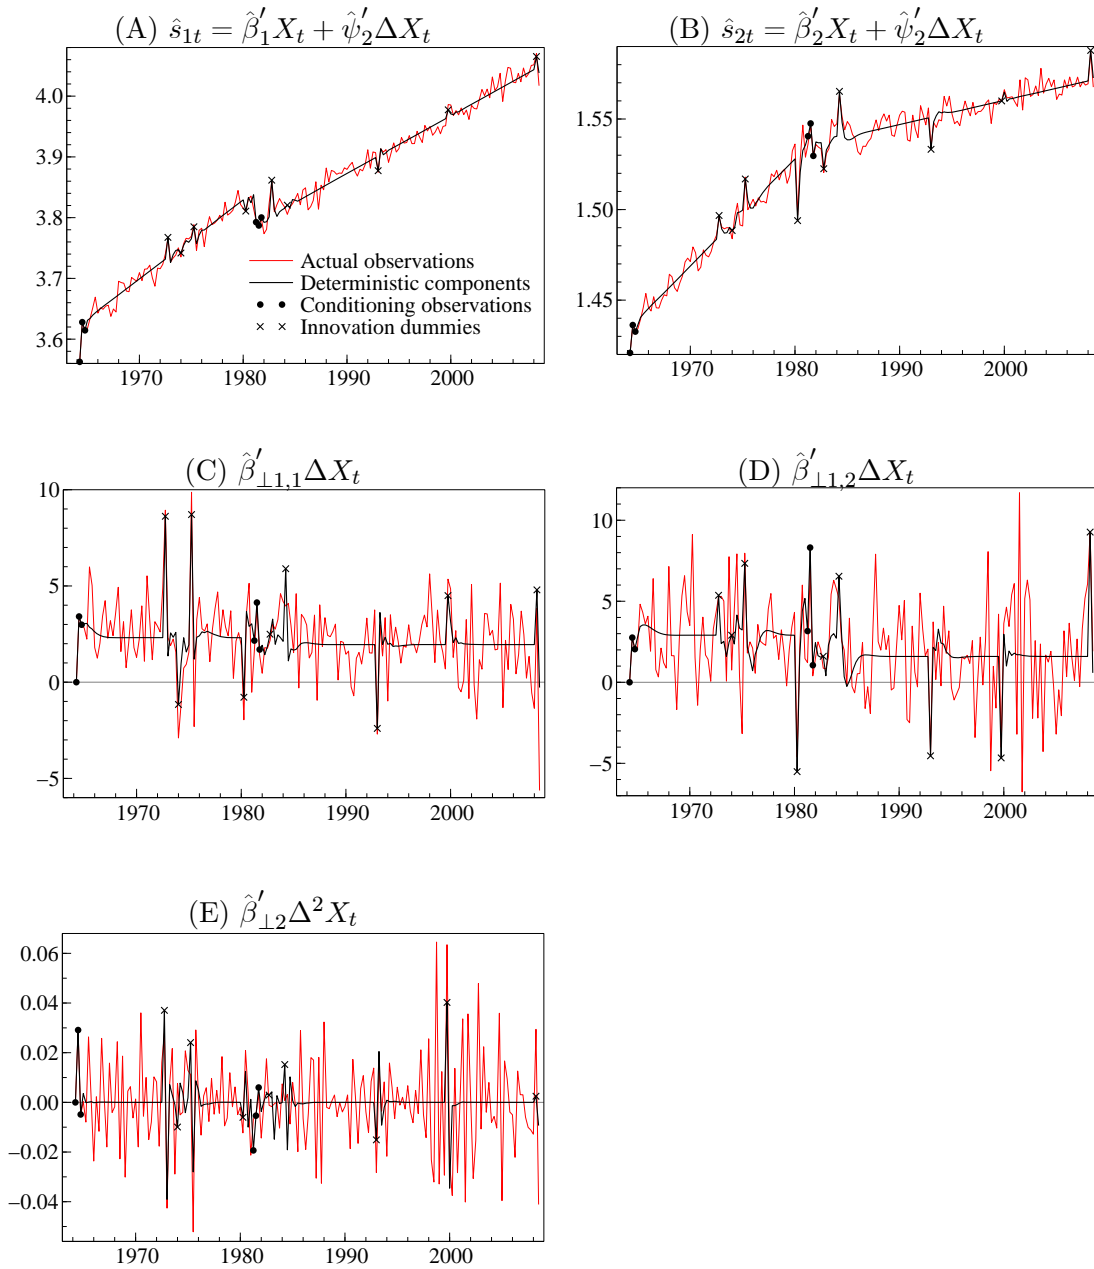 (A) ŝ₁ₜ = β̂′₁Xₜ + ψ̂′₂ΔXₜ
4.0
3.9
3.8
3.7
3.6
Actual observations
Deterministic components
Conditioning observations
Innovation dummies
1970 1980 1990 2000
(B) ŝ₂ₜ = β̂′₂Xₜ + ψ̂′₂ΔXₜ
1.55
1.50
1.45
1970 1980 1990 2000
(C) β̂′⊥₁,₁ΔXₜ
10
5
0
−5
1970 1980 1990 2000
(D) β̂′⊥₁,₂ΔXₜ
10
5
0
−5
1970 1980 1990 2000
(E) β̂′⊥₂Δ²Xₜ
0.06
0.04
0.02
0.00
−0.02
−0.04
1970 1980 1990 2000